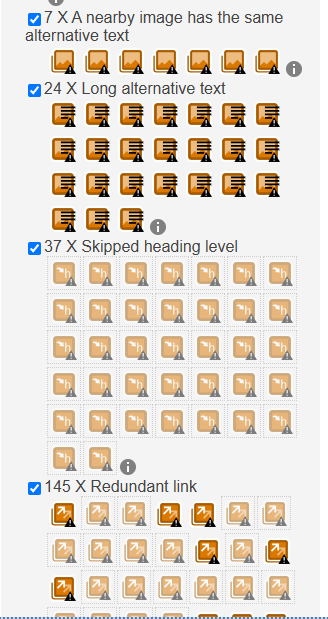 7 X A nearby image has the same
alternative text
24 X Long alternative text
37 X Skipped heading level
145 X Redundant link